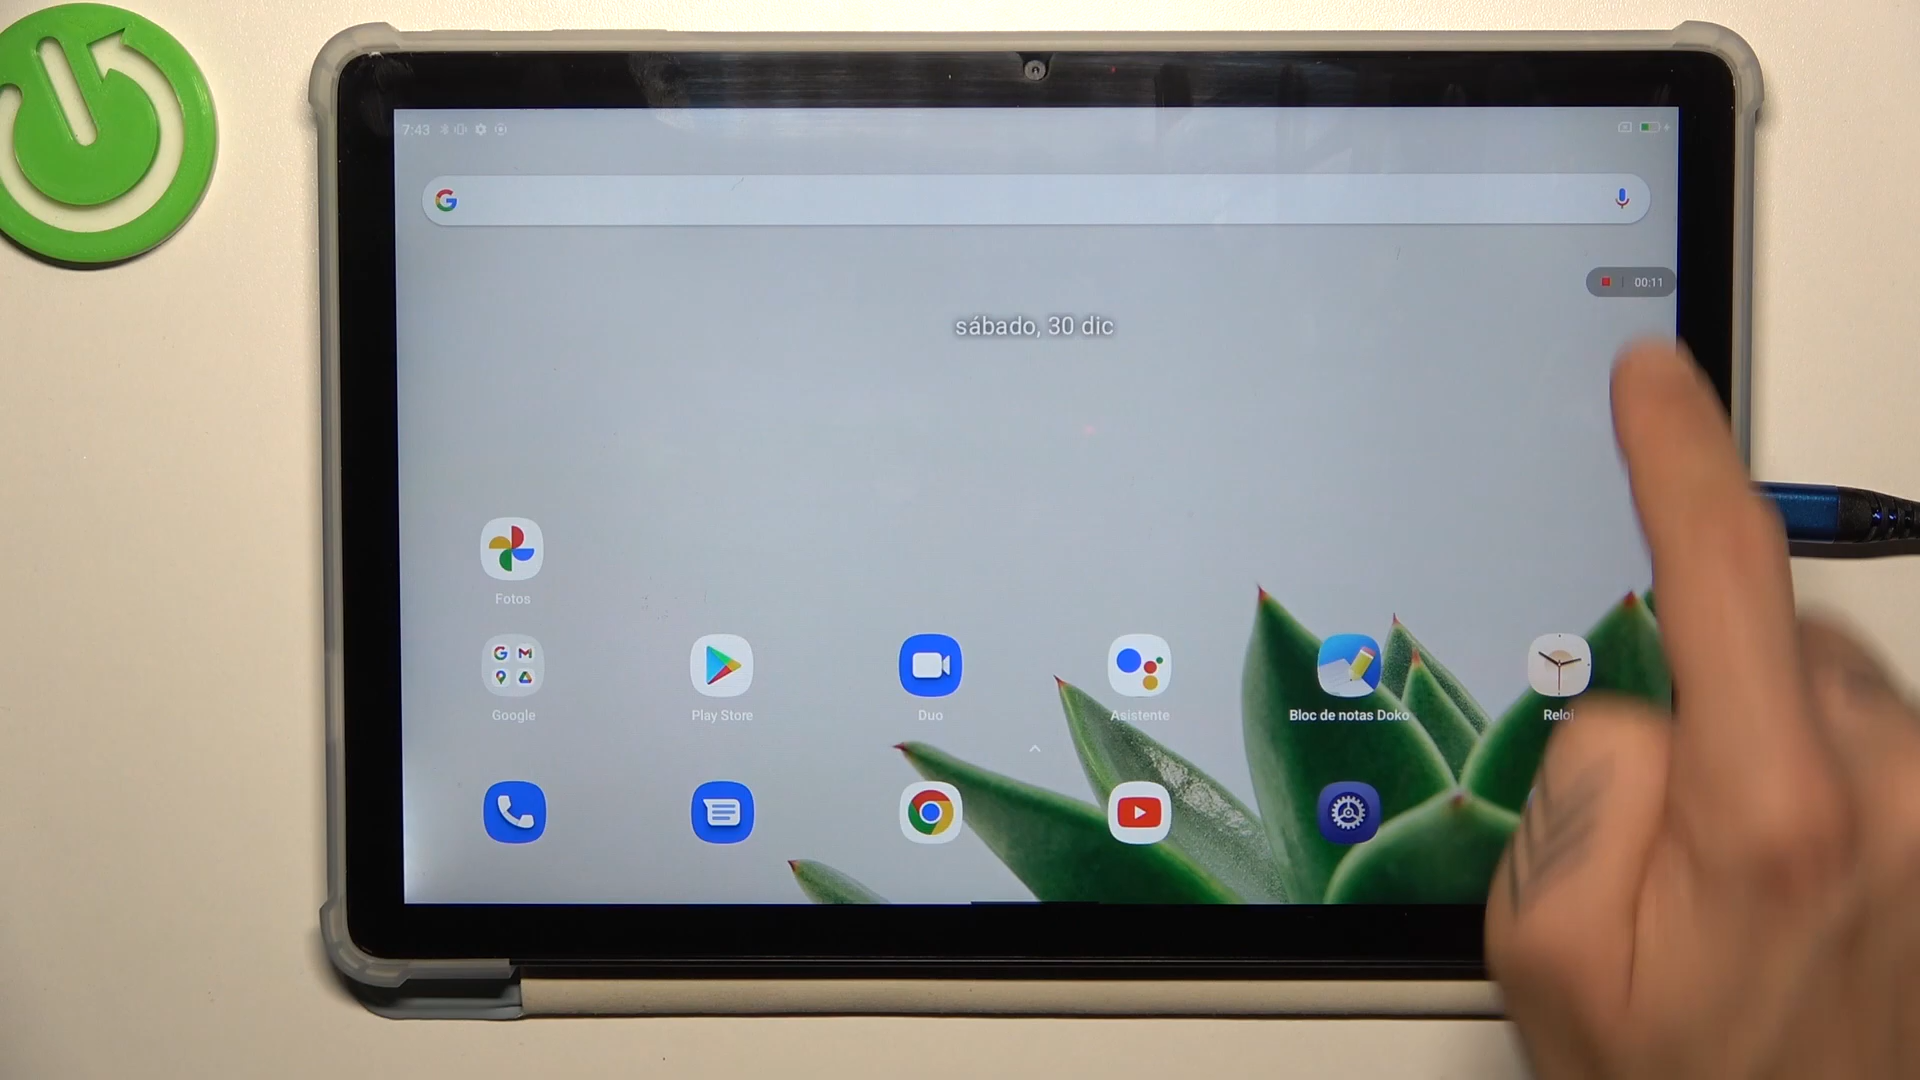 7:43
00:11
sábado, 30 dic
Fotos
Google
Play Store
Duo
Asistente
Bloc de notas Doko
Reloj